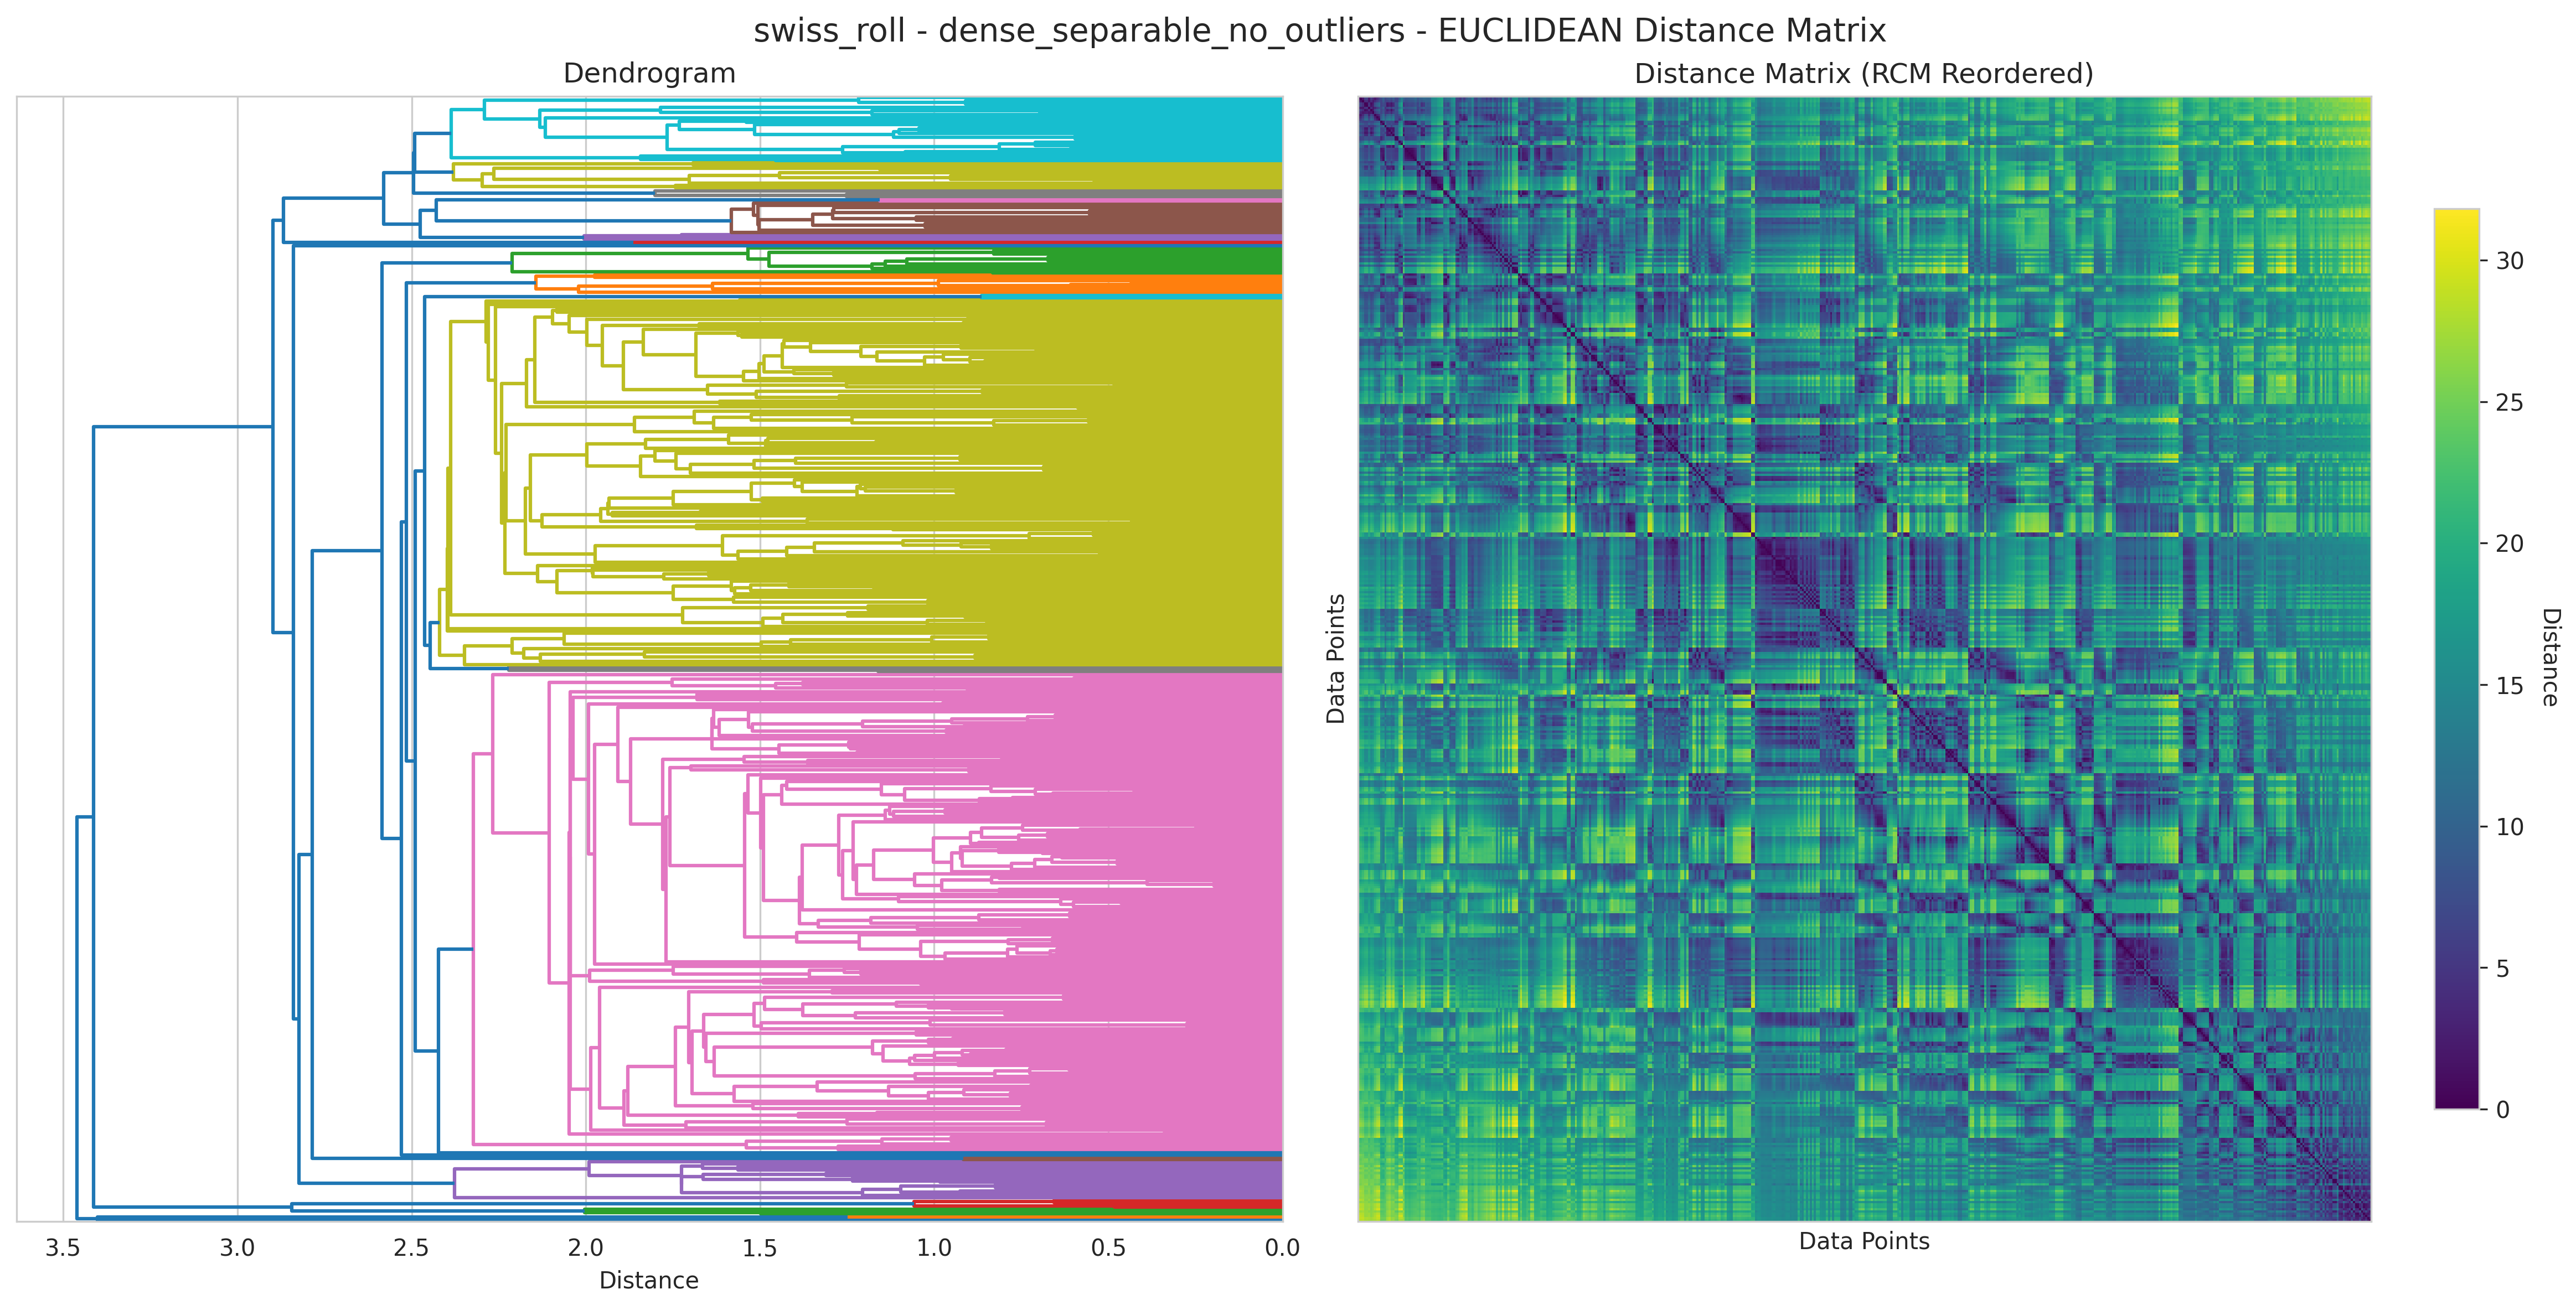 swiss_roll - dense_separable_no_outliers - EUCLIDEAN Distance Matrix
Dendrogram
3.5 3.0 2.5 2.0 1.5 1.0 0.5 0.0
Distance
Distance Matrix (RCM Reordered)
Data Points
Data Points
30
25
20
15
10
5
0
Distance